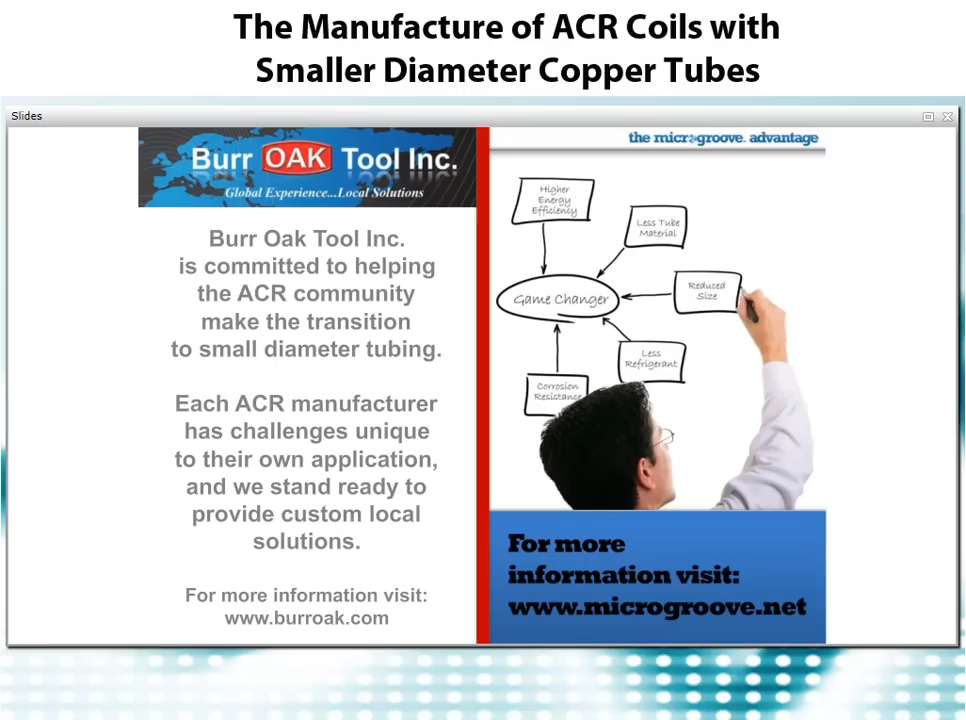 The Manufacture of ACR Coils with
Smaller Diameter Copper Tubes
Slides
Burr OAK Tool Inc.
Global Experience...Local Solutions
Burr Oak Tool Inc.
is committed to helping
the ACR community
make the transition
to small diameter tubing.
Each ACR manufacturer
has challenges unique
to their own application,
and we stand ready to
provide custom local
solutions.
For more information visit:
www.burroak.com
the microgroove advantage
Higher
Energy
Efficiency
Less Tube
Material
Game Changer
Reduced
Size
Less
Refrigerant
Corrosion
Resistance
For more
information visit:
www.microgroove.net